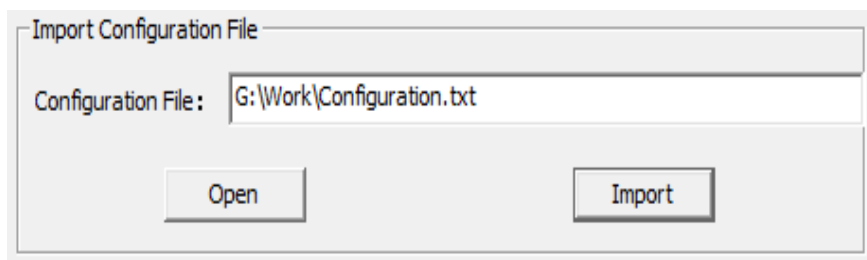 Import Configuration File
Configuration File: G:\Work\Configuration.txt
Open Import